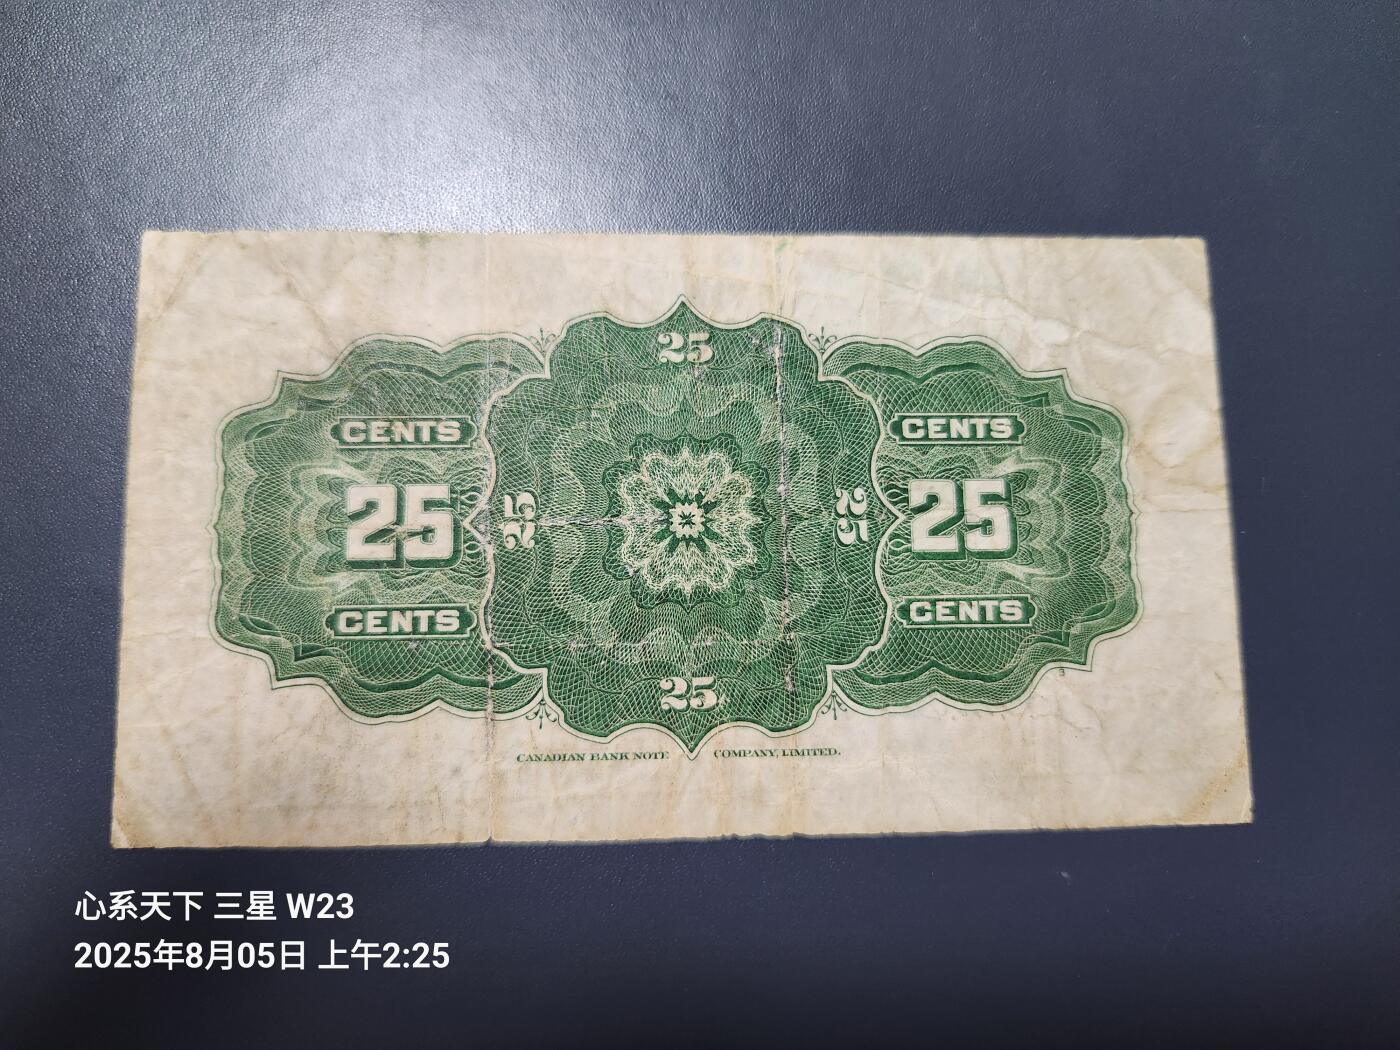 25
CENTS CENTS
25 25 25 25
CENTS CENTS
25
CANADIAN BANK NOTE COMPANY, LIMITED.
心系天下 三星 W23
2025年8月05日 上午2:25